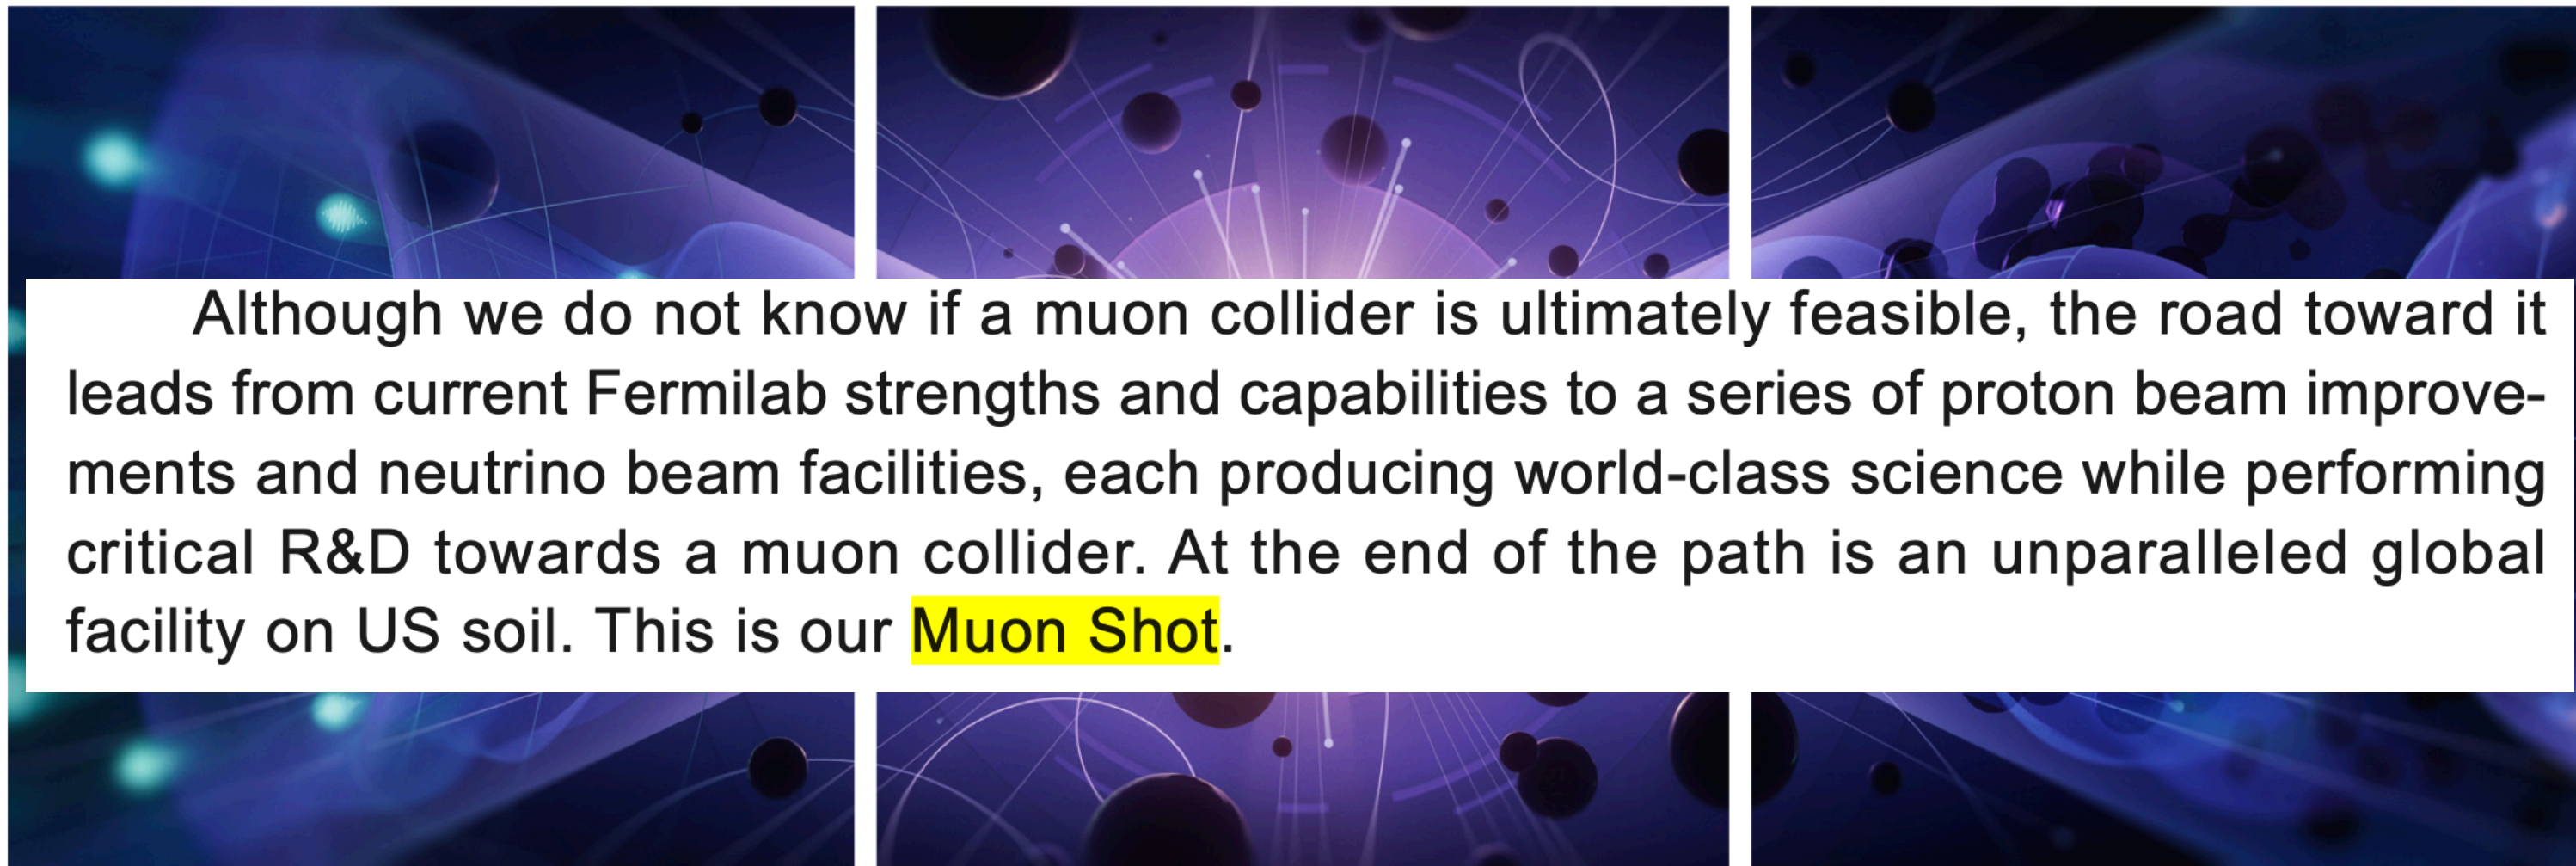 Although we do not know if a muon collider is ultimately feasible, the road toward it
leads from current Fermilab strengths and capabilities to a series of proton beam improve-
ments and neutrino beam facilities, each producing world-class science while performing
critical R&D towards a muon collider. At the end of the path is an unparalleled global
facility on US soil. This is our Muon Shot.